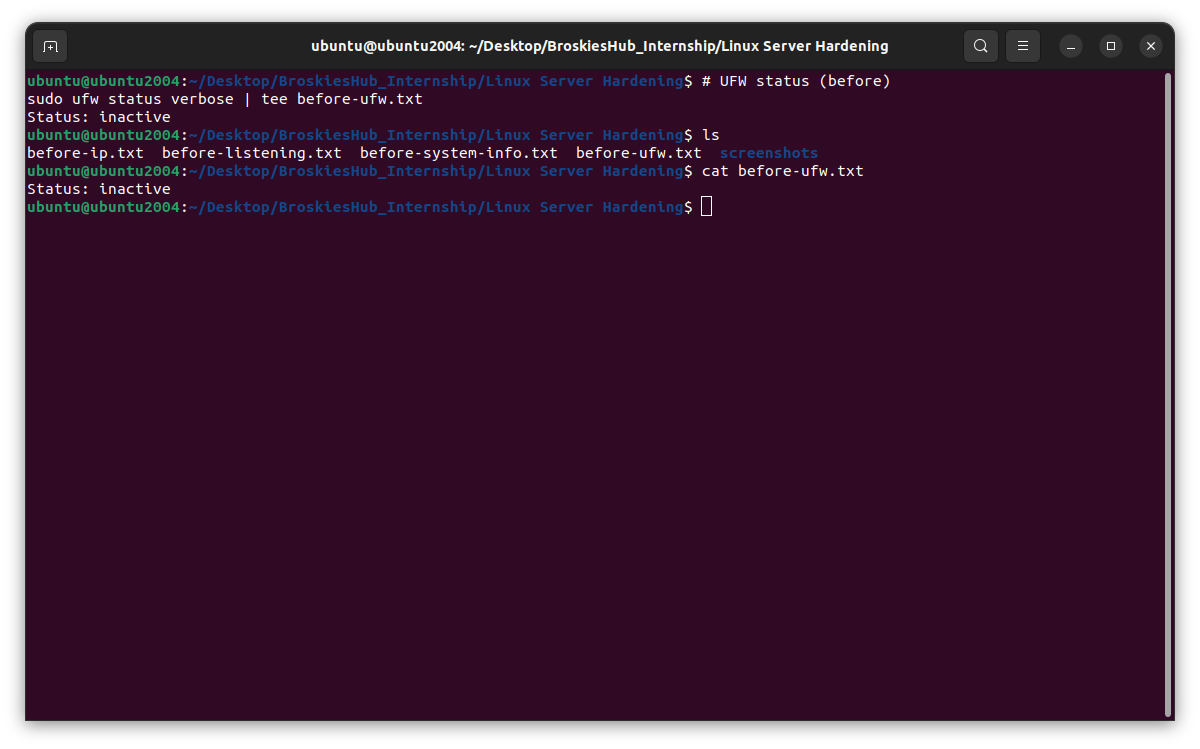 ubuntu@ubuntu2004: ~/Desktop/BroskiesHub_Internship/Linux Server Hardening
ubuntu@ubuntu2004:~/Desktop/BroskiesHub_Internship/Linux Server Hardening$ # UFW status (before)
sudo ufw status verbose | tee before-ufw.txt
Status: inactive
ubuntu@ubuntu2004:~/Desktop/BroskiesHub_Internship/Linux Server Hardening$ ls
before-ip.txt  before-listening.txt  before-system-info.txt  before-ufw.txt  screenshots
ubuntu@ubuntu2004:~/Desktop/BroskiesHub_Internship/Linux Server Hardening$ cat before-ufw.txt
Status: inactive
ubuntu@ubuntu2004:~/Desktop/BroskiesHub_Internship/Linux Server Hardening$